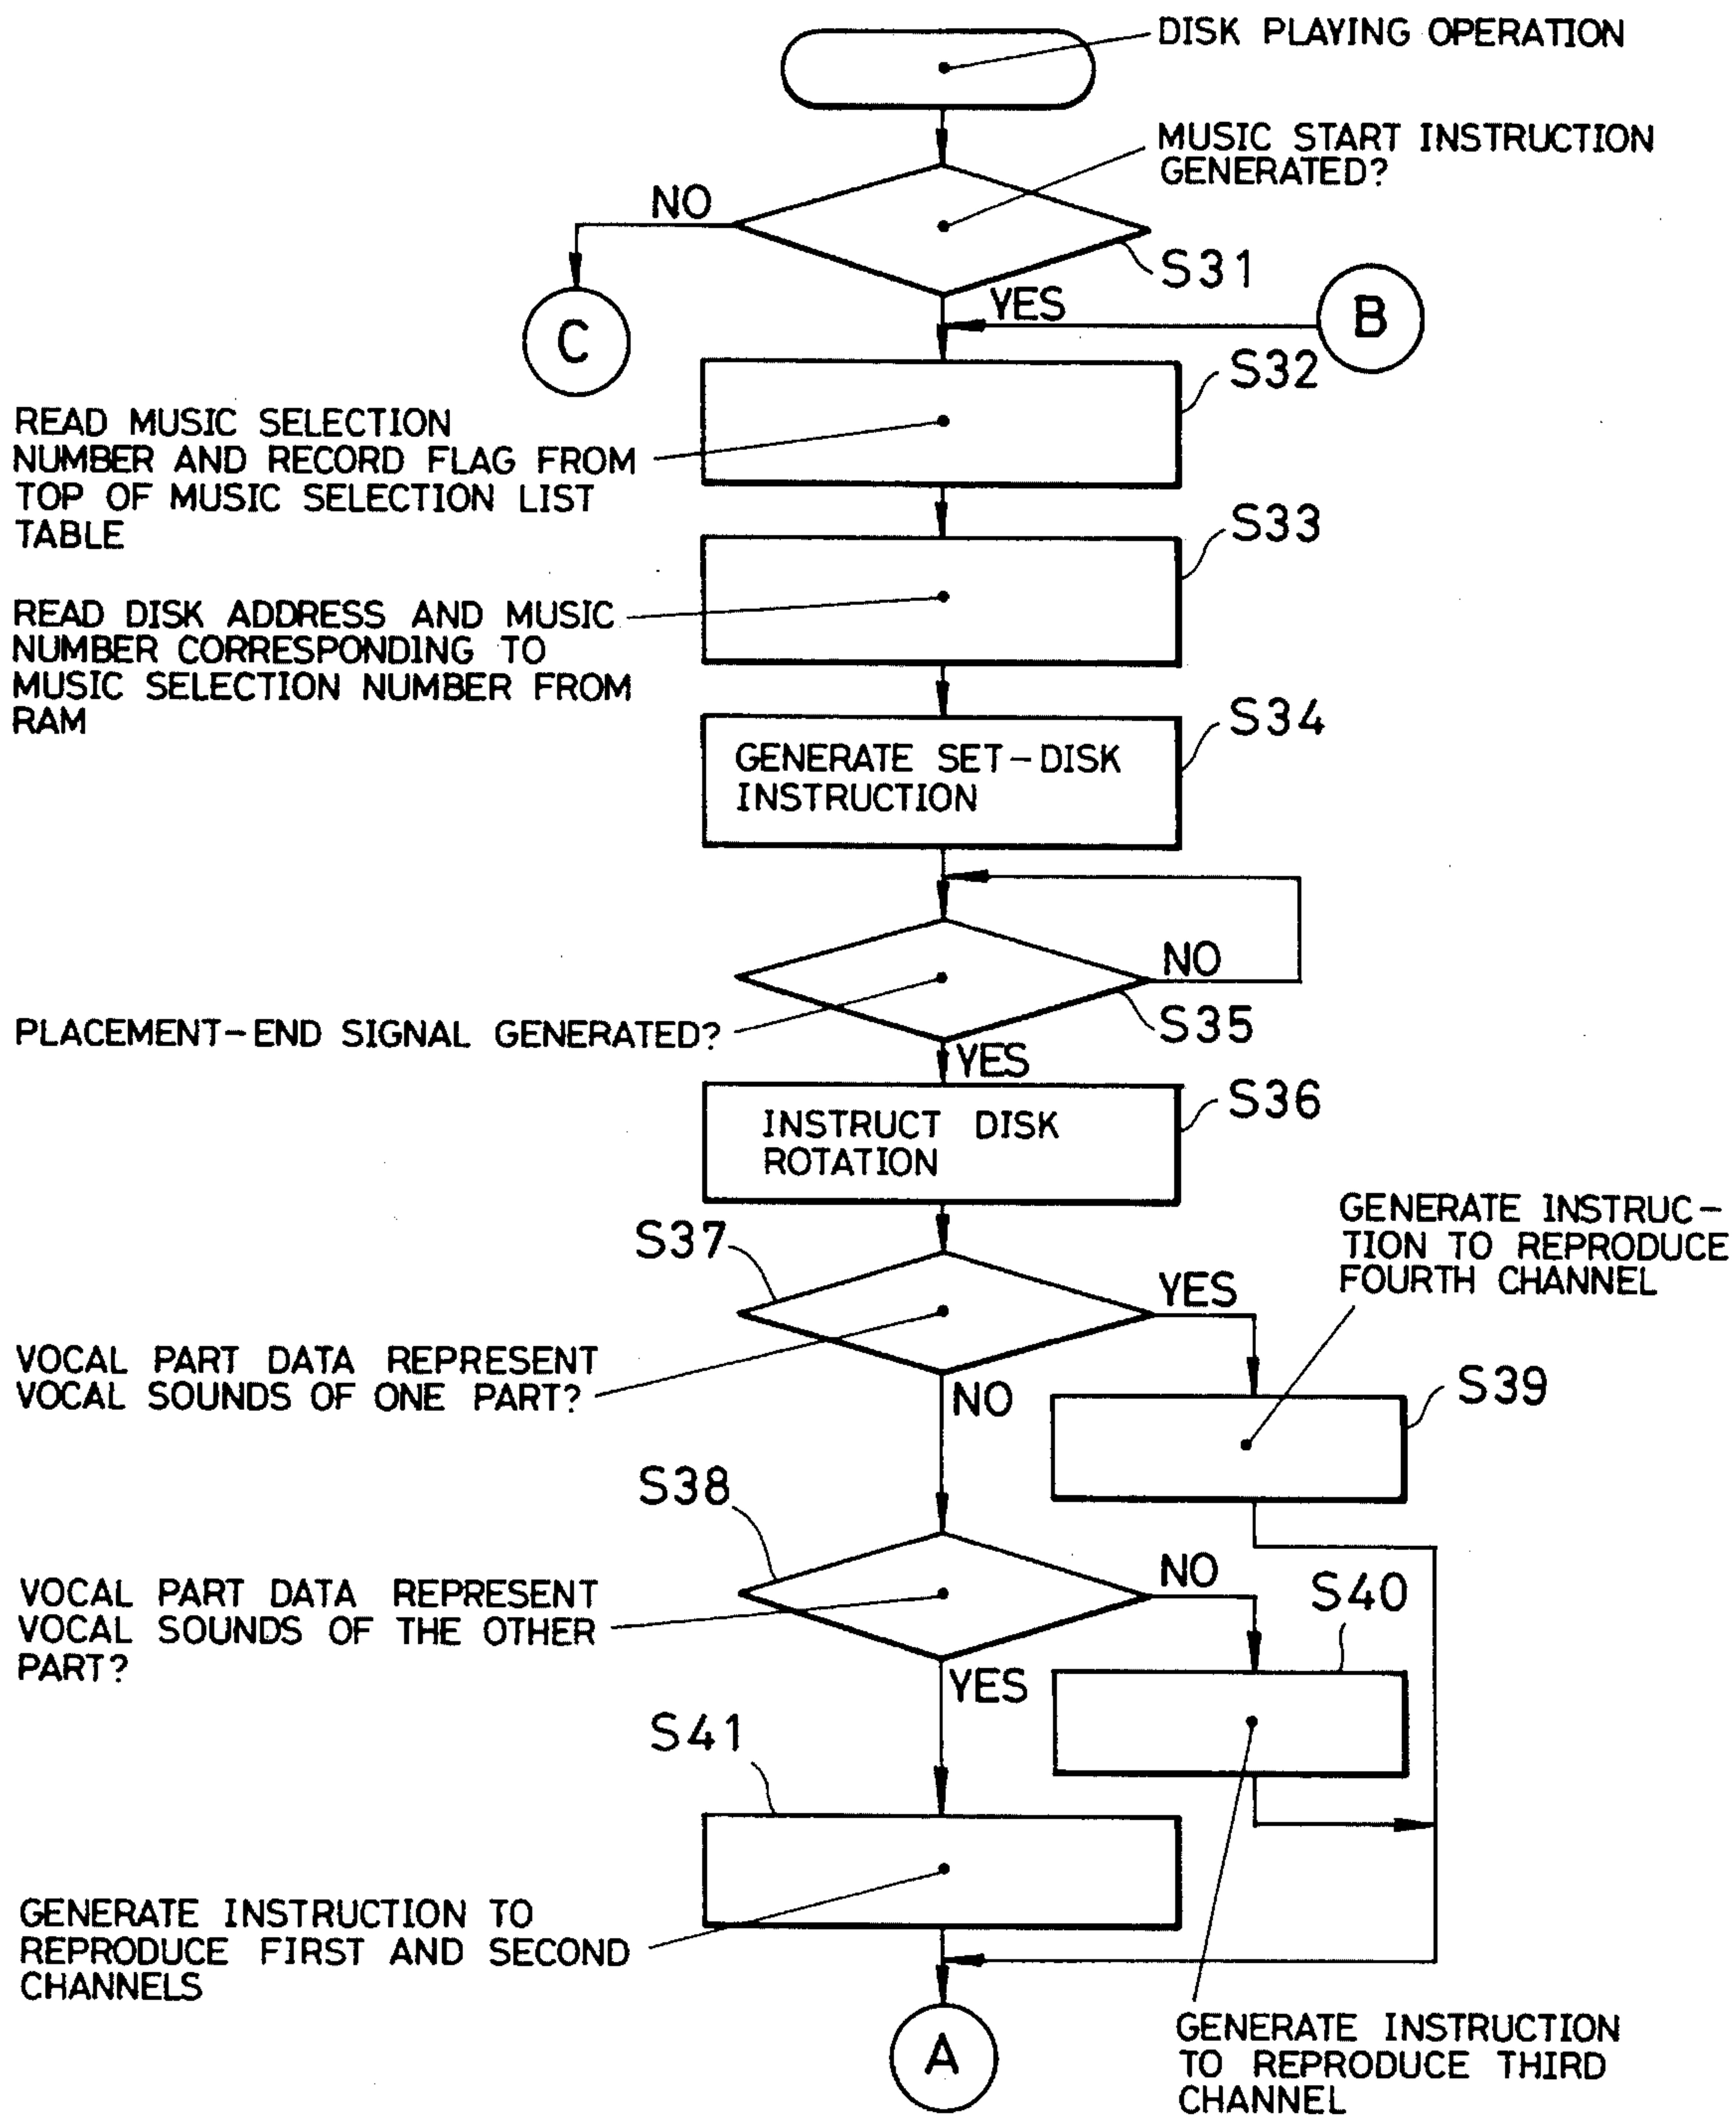 DISK PLAYING OPERATION
MUSIC START INSTRUCTION
GENERATED?
NO
S31
YES
B
C
S32
READ MUSIC SELECTION
NUMBER AND RECORD FLAG FROM
TOP OF MUSIC SELECTION LIST
TABLE
S33
READ DISK ADDRESS AND MUSIC
NUMBER CORRESPONDING TO
MUSIC SELECTION NUMBER FROM
RAM
S34
GENERATE SET-DISK
INSTRUCTION
NO
S35
PLACEMENT-END SIGNAL GENERATED?
YES
S36
INSTRUCT DISK
ROTATION
GENERATE INSTRUC-
TION TO REPRODUCE
FOURTH CHANNEL
S37
YES
VOCAL PART DATA REPRESENT
VOCAL SOUNDS OF ONE PART?
NO
S39
S38
NO
S40
VOCAL PART DATA REPRESENT
VOCAL SOUNDS OF THE OTHER
PART?
YES
S41
GENERATE INSTRUCTION TO
REPRODUCE FIRST AND SECOND
CHANNELS
A
GENERATE INSTRUCTION
TO REPRODUCE THIRD
CHANNEL